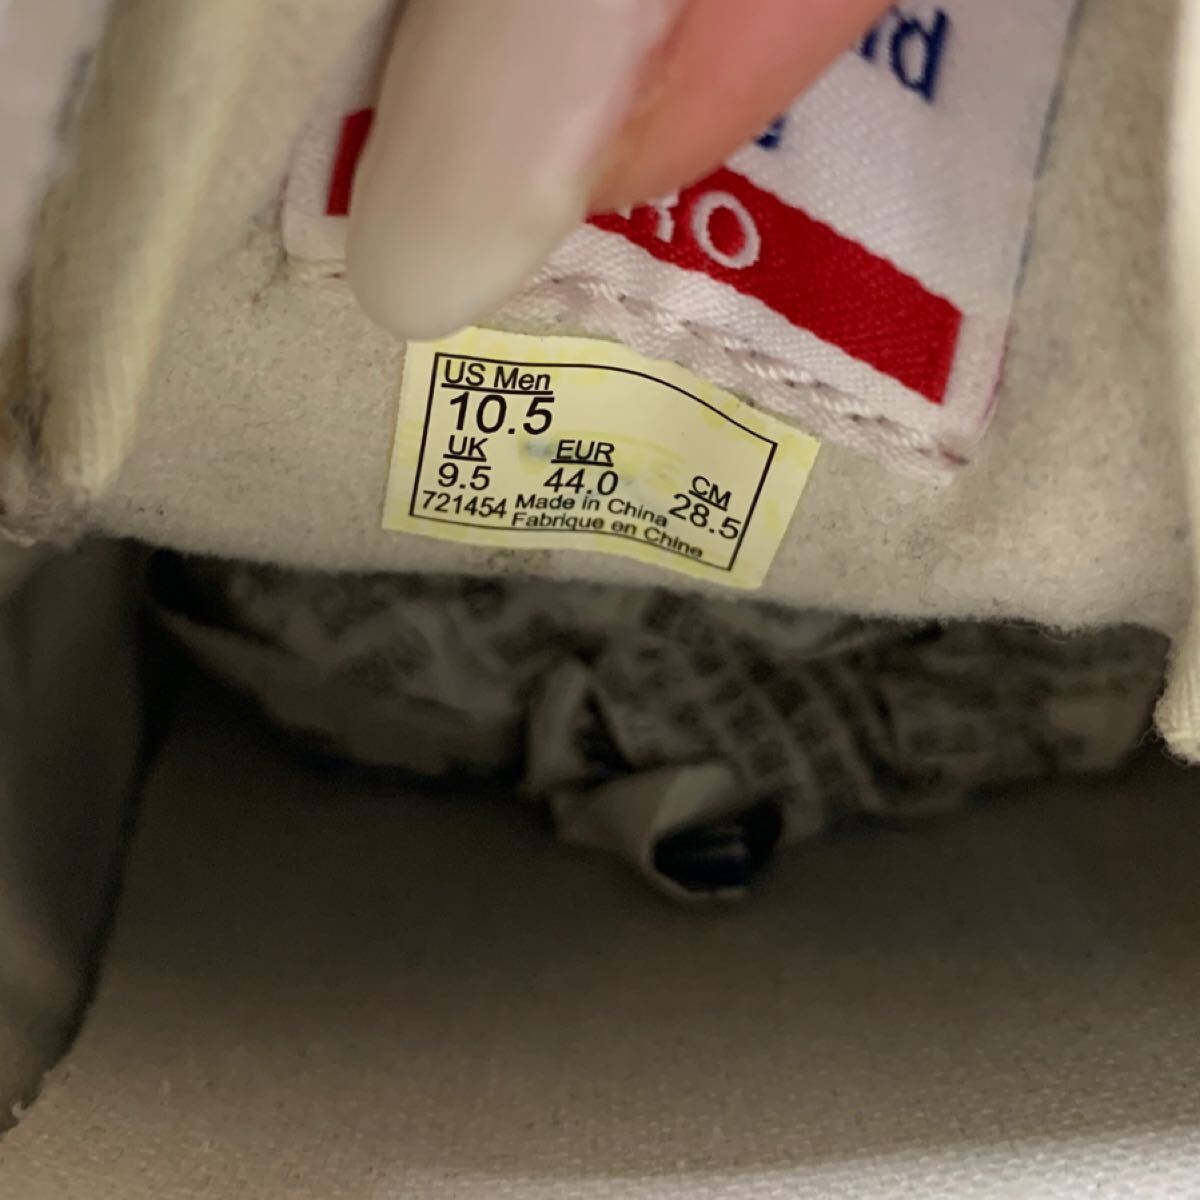 US Men
10.5
UK EUR CM
9.5 44.0 28.5
721454 Made in China
Fabrique en Chine